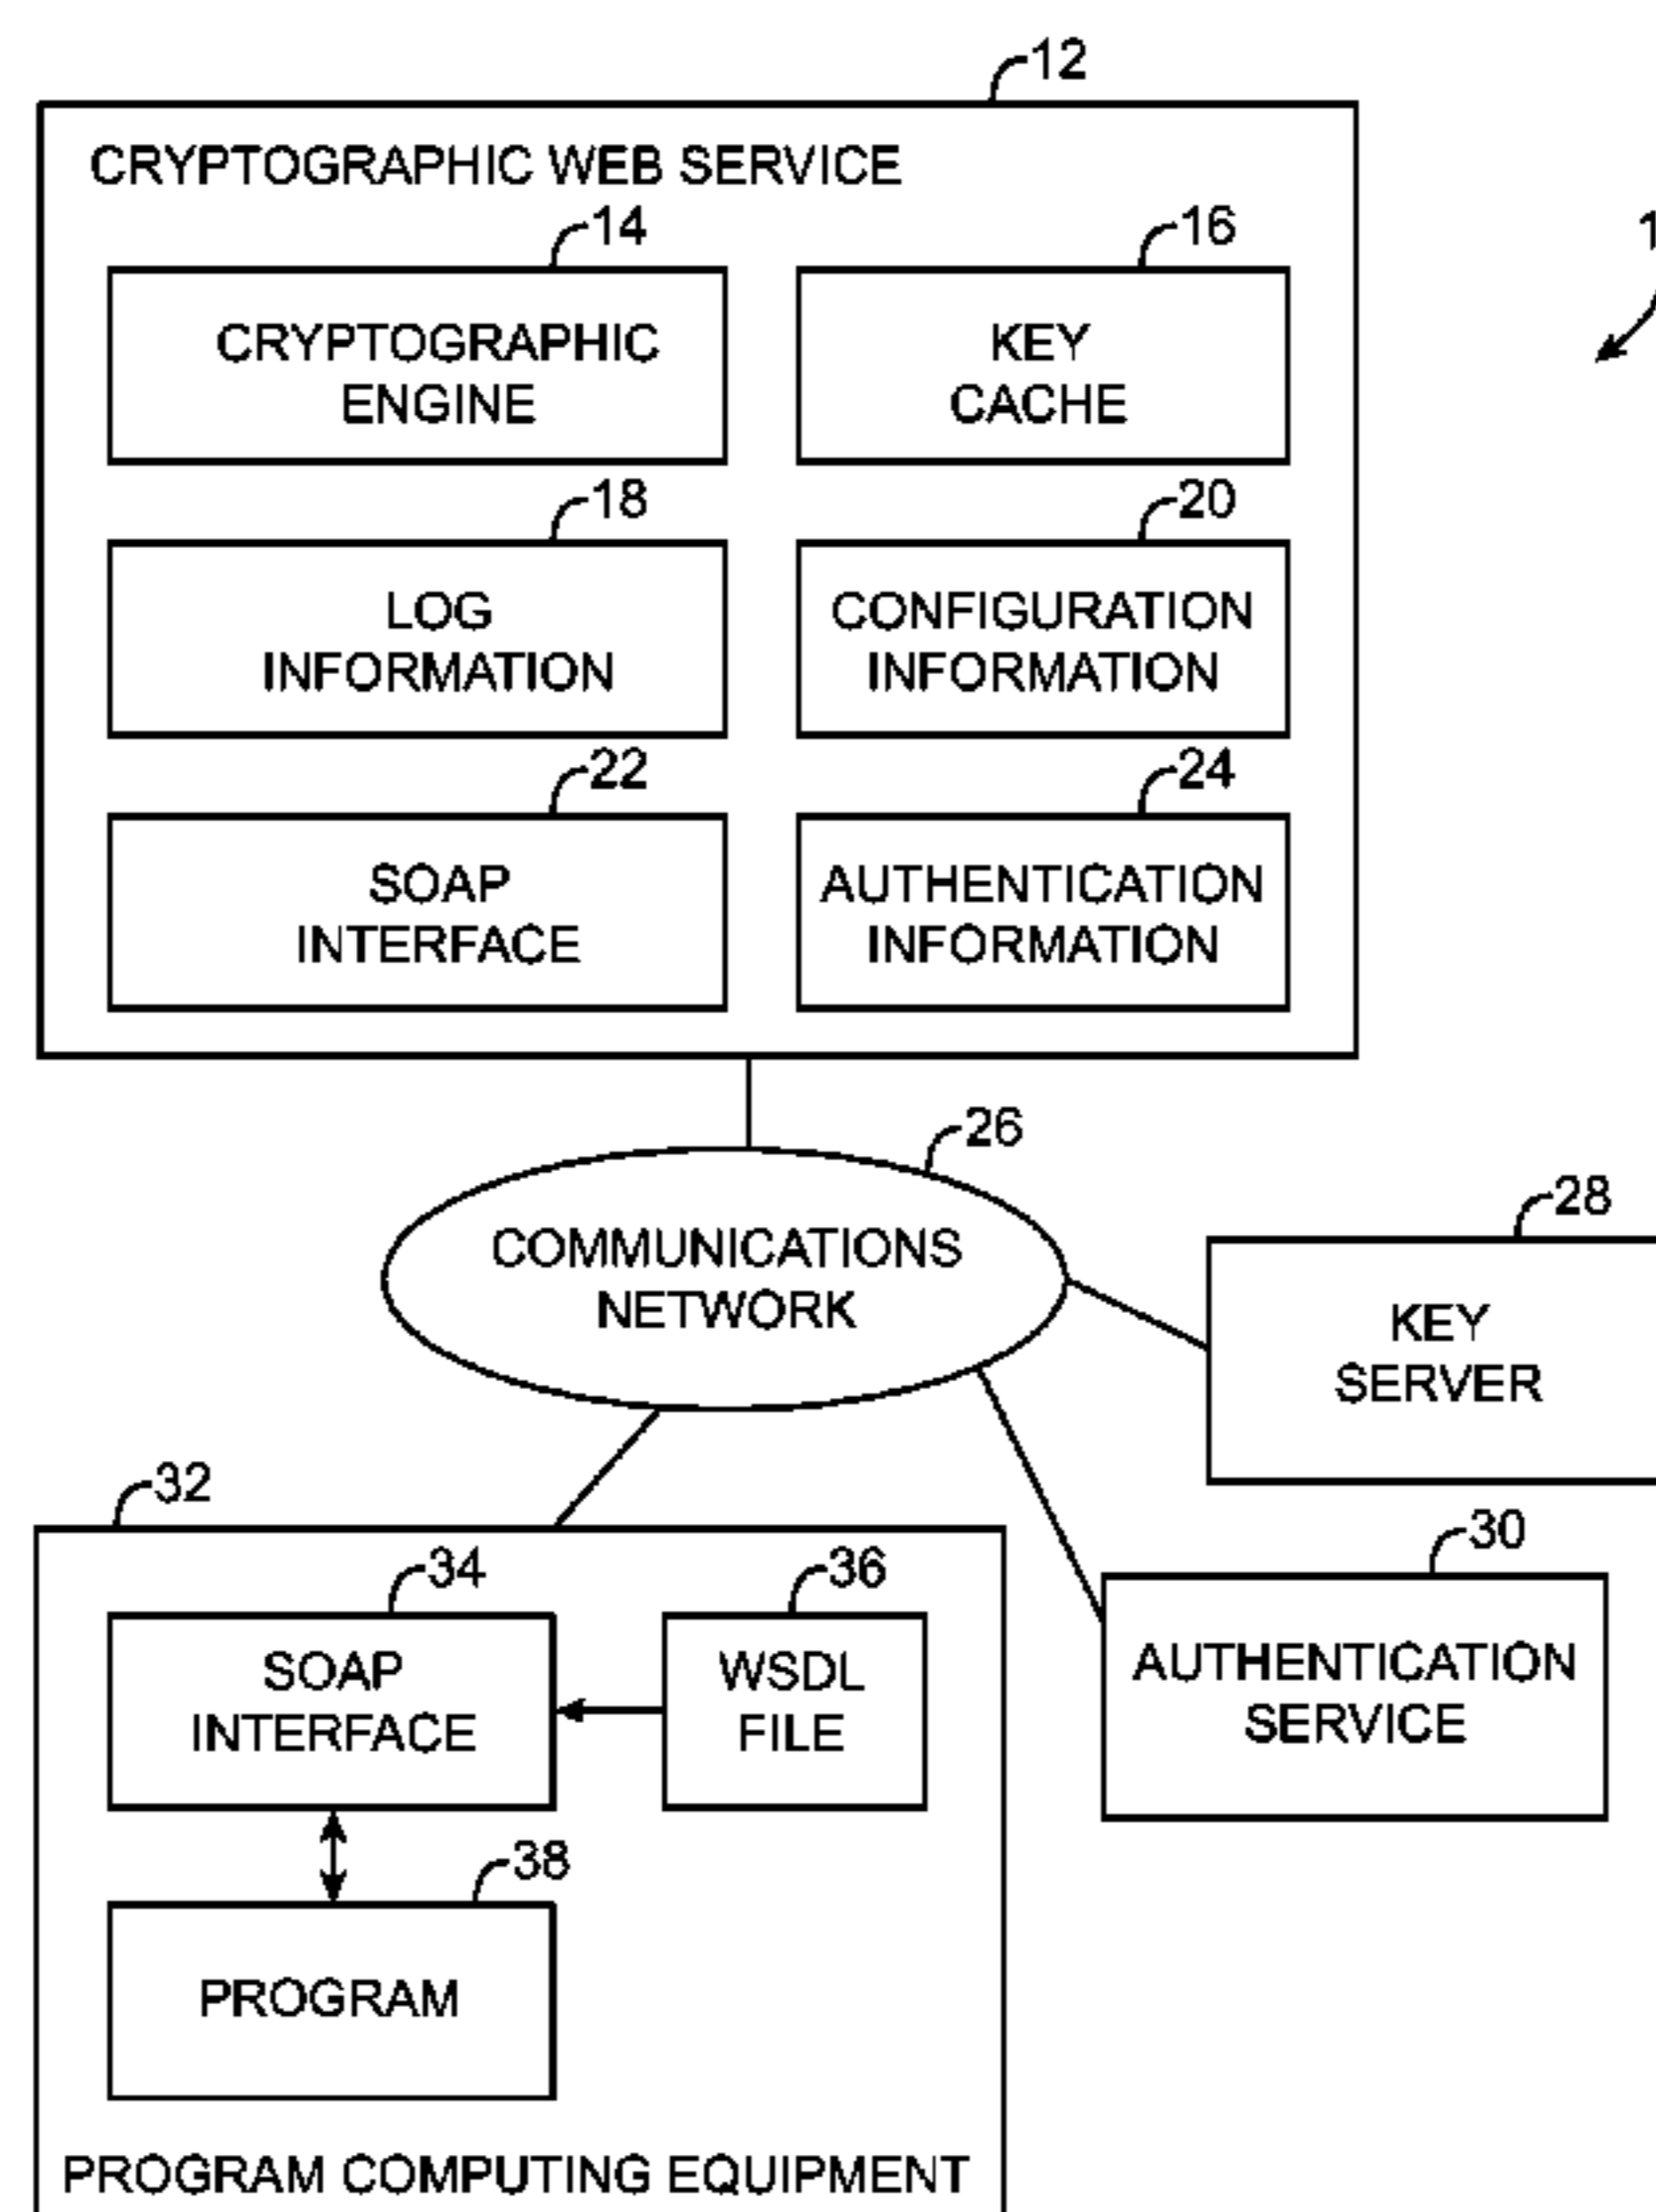 12
CRYPTOGRAPHIC WEB SERVICE
14
16
CRYPTOGRAPHIC
ENGINE
KEY
CACHE
18
20
LOG
INFORMATION
CONFIGURATION
INFORMATION
22
24
SOAP
INTERFACE
AUTHENTICATION
INFORMATION
26
COMMUNICATIONS
NETWORK
28
KEY
SERVER
30
AUTHENTICATION
SERVICE
32
34
36
SOAP
INTERFACE
WSDL
FILE
38
PROGRAM
PROGRAM COMPUTING EQUIPMENT